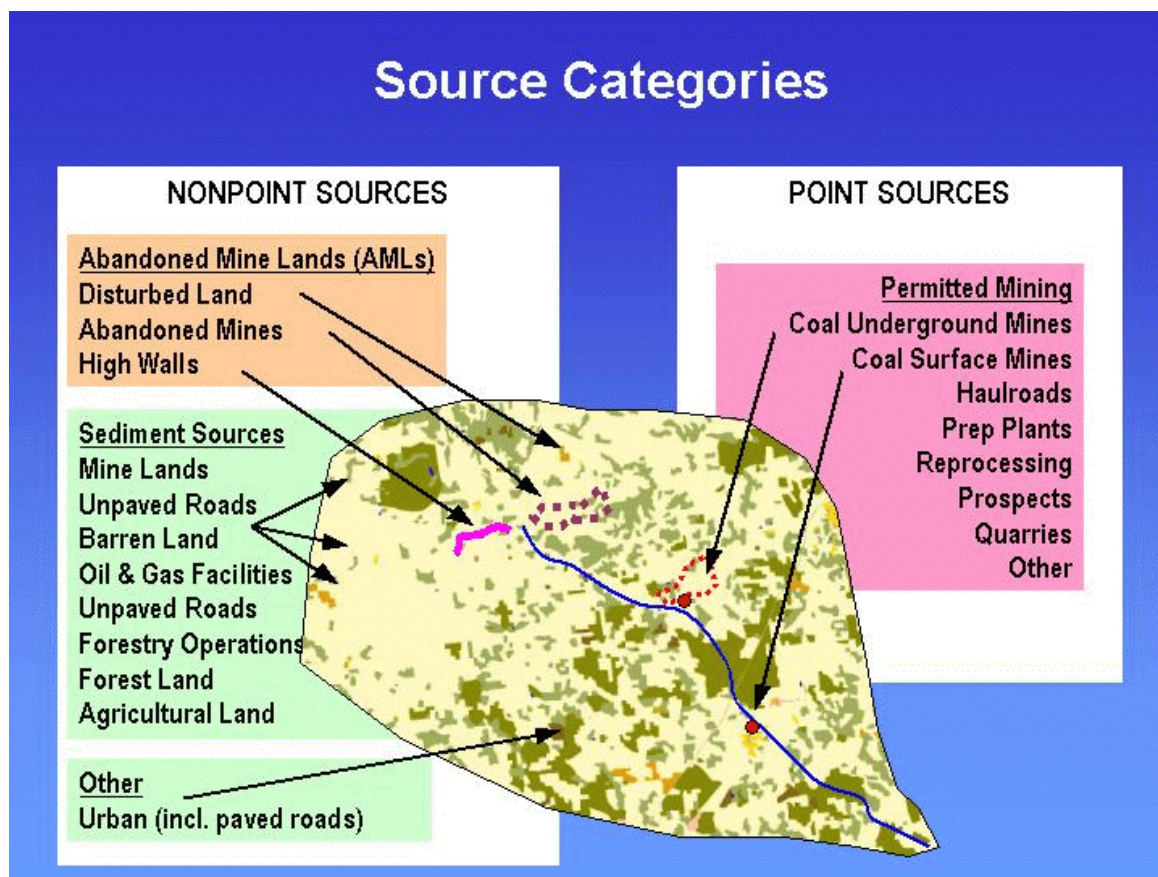 Source Categories
NONPOINT SOURCES
Abandoned Mine Lands (AMLs)
Disturbed Land
Abandoned Mines
High Walls
Sediment Sources
Mine Lands
Unpaved Roads
Barren Land
Oil & Gas Facilities
Unpaved Roads
Forestry Operations
Forest Land
Agricultural Land
Other
Urban (incl. paved roads)
POINT SOURCES
Permitted Mining
Coal Underground Mines
Coal Surface Mines
Haulroads
Prep Plants
Reprocessing
Prospects
Quarries
Other